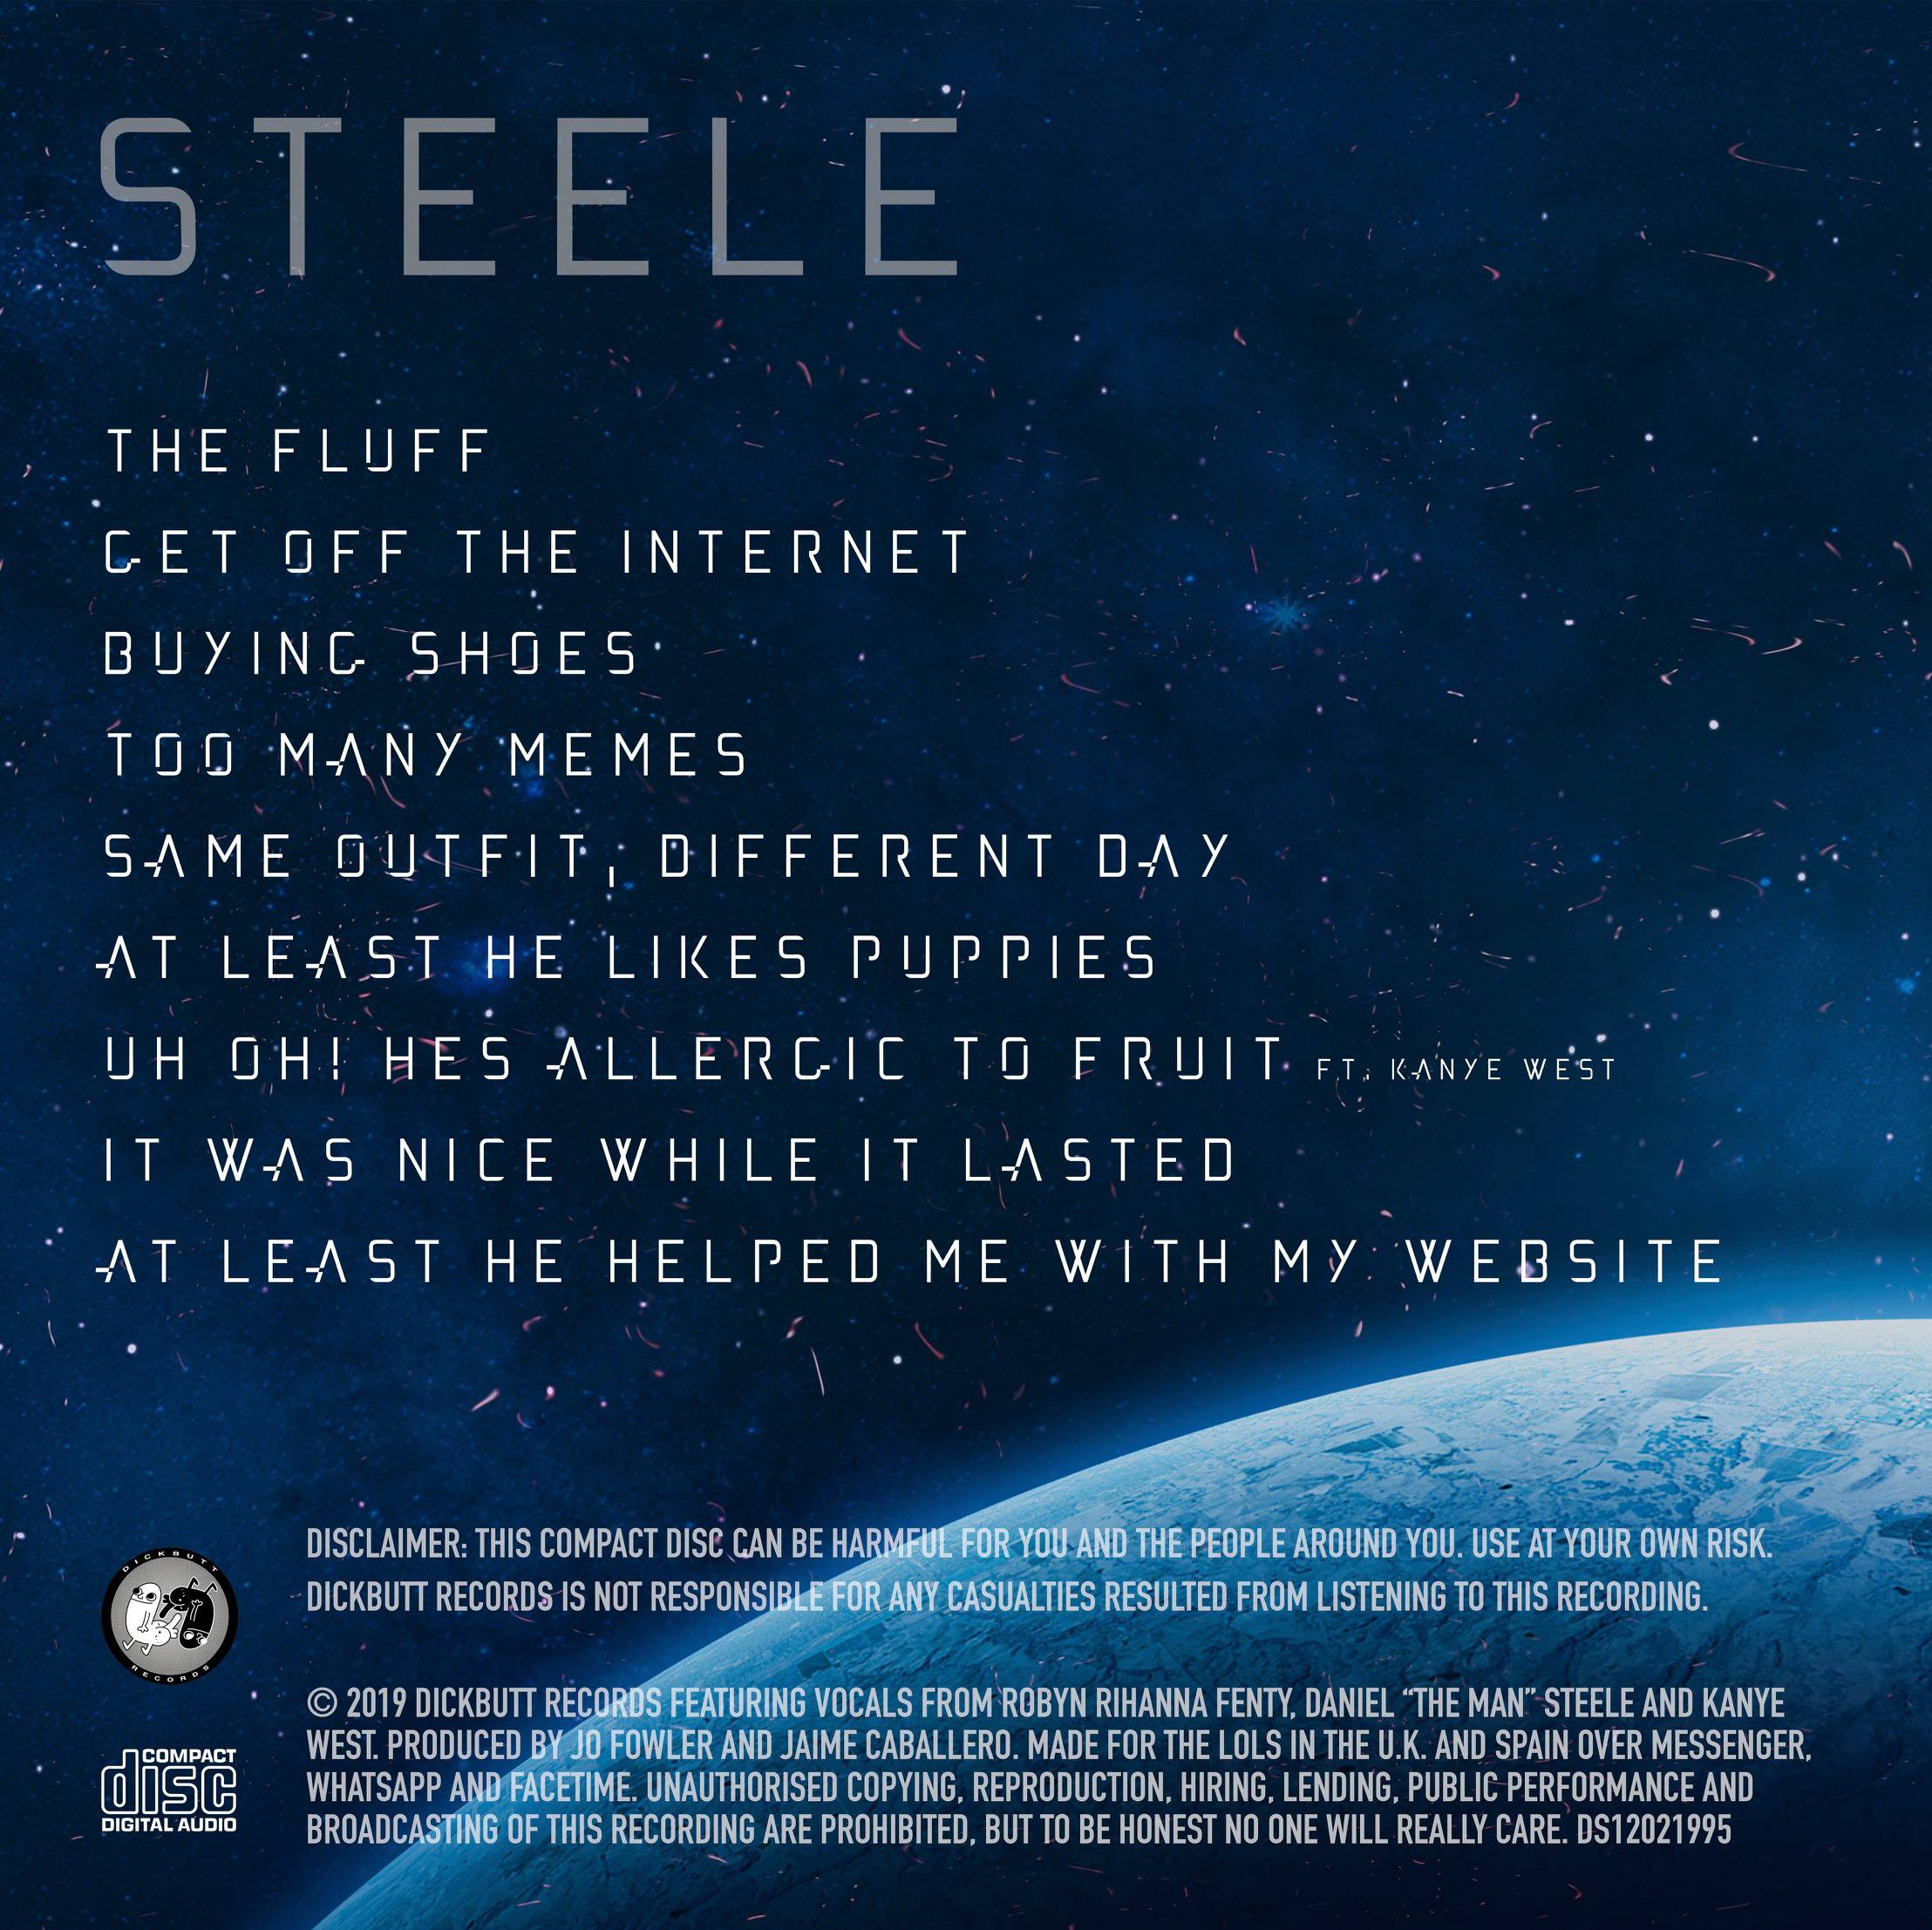 STEELE
THE FLUFF
GET OFF THE INTERNET
BUYING SHOES
TOO MANY MEMES
SAME OUTFIT, DIFFERENT DAY
AT LEAST HE LIKES PUPPIES
UH OH! HES ALLERGIC TO FRUIT FT. KANYE WEST
IT WAS NICE WHILE IT LASTED
AT LEAST HE HELPED ME WITH MY WEBSITE
DISCLAIMER: THIS COMPACT DISC CAN BE HARMFUL FOR YOU AND THE PEOPLE AROUND YOU. USE AT YOUR OWN RISK.
DICKBUTT RECORDS IS NOT RESPONSIBLE FOR ANY CASUALTIES RESULTED FROM LISTENING TO THIS RECORDING.
DICKBUTT
RECORDS
© 2019 DICKBUTT RECORDS FEATURING VOCALS FROM ROBYN RIHANNA FENTY, DANIEL “THE MAN” STEELE AND KANYE
WEST. PRODUCED BY JO FOWLER AND JAIME CABALLERO. MADE FOR THE LOLS IN THE U.K. AND SPAIN OVER MESSENGER,
WHATSAPP AND FACETIME. UNAUTHORISED COPYING, REPRODUCTION, HIRING, LENDING, PUBLIC PERFORMANCE AND
BROADCASTING OF THIS RECORDING ARE PROHIBITED, BUT TO BE HONEST NO ONE WILL REALLY CARE. DS12021995
COMPACT
disc
DIGITAL AUDIO